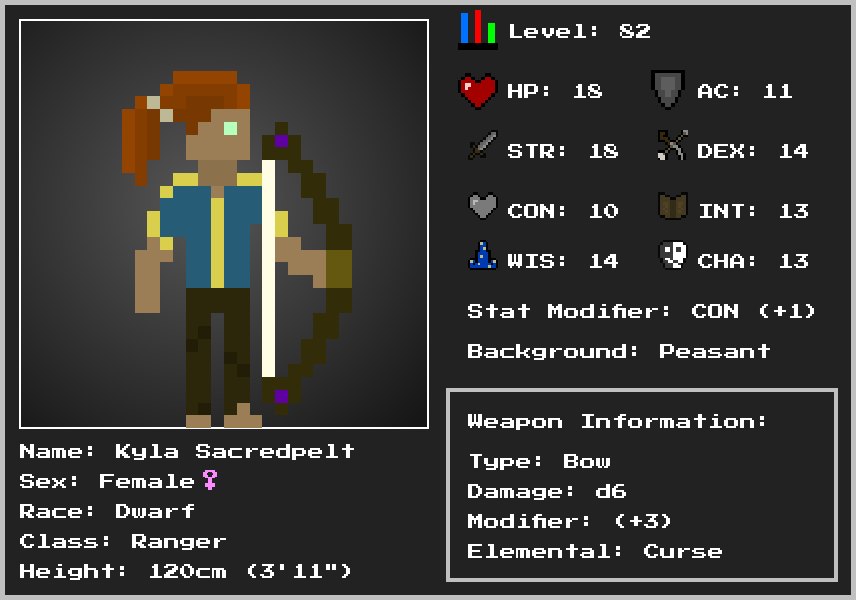 Level: 82
HP: 18
AC: 11
STR: 18
DEX: 14
CON: 10
INT: 13
WIS: 14
CHA: 13
Stat Modifier: CON (+1)
Background: Peasant
Name: Kyla Sacredpelt
Sex: Female♀
Race: Dwarf
Class: Ranger
Height: 120cm (3'11")
Weapon Information:
Type: Bow
Damage: d6
Modifier: (+3)
Elemental: Curse